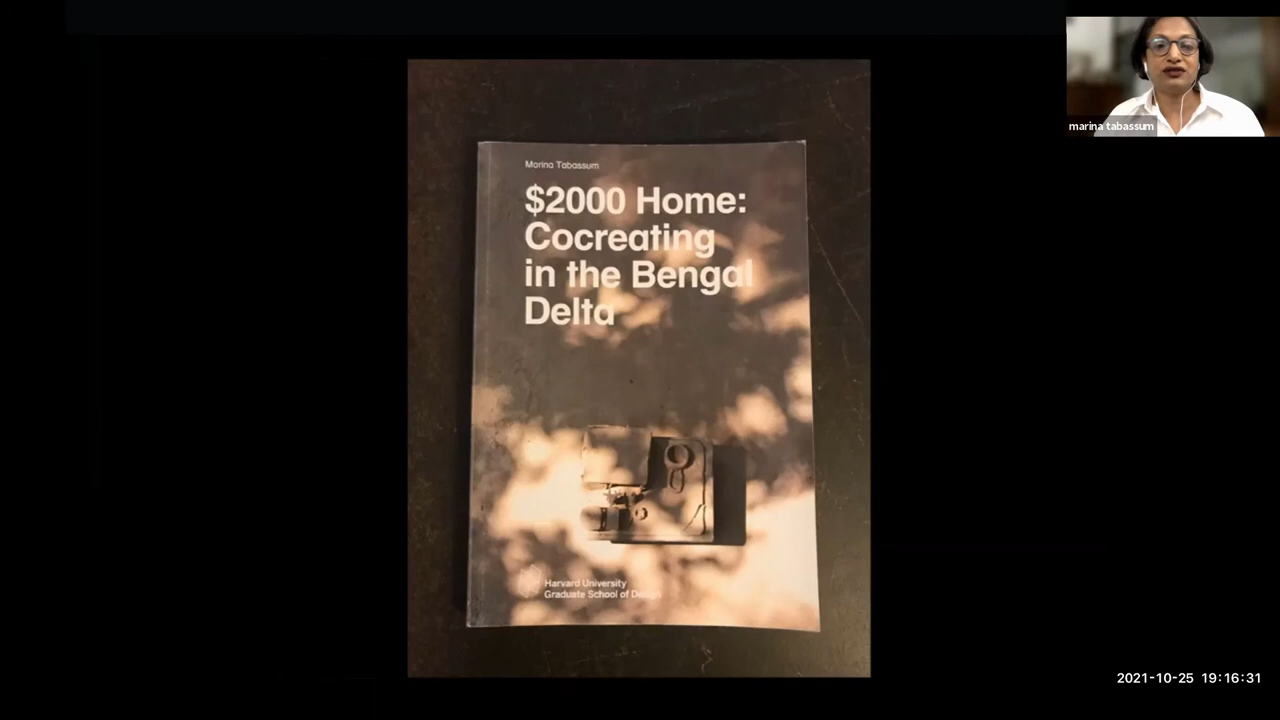 marina tabassum
Marina Tabassum
$2000 Home:
Cocreating
in the Bengal
Delta
Harvard University
Graduate School of Design
2021-10-25 19:16:31